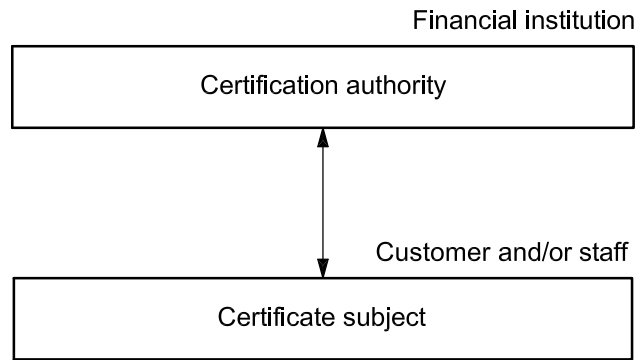 Financial institution
Certification authority
Customer and/or staff
Certificate subject